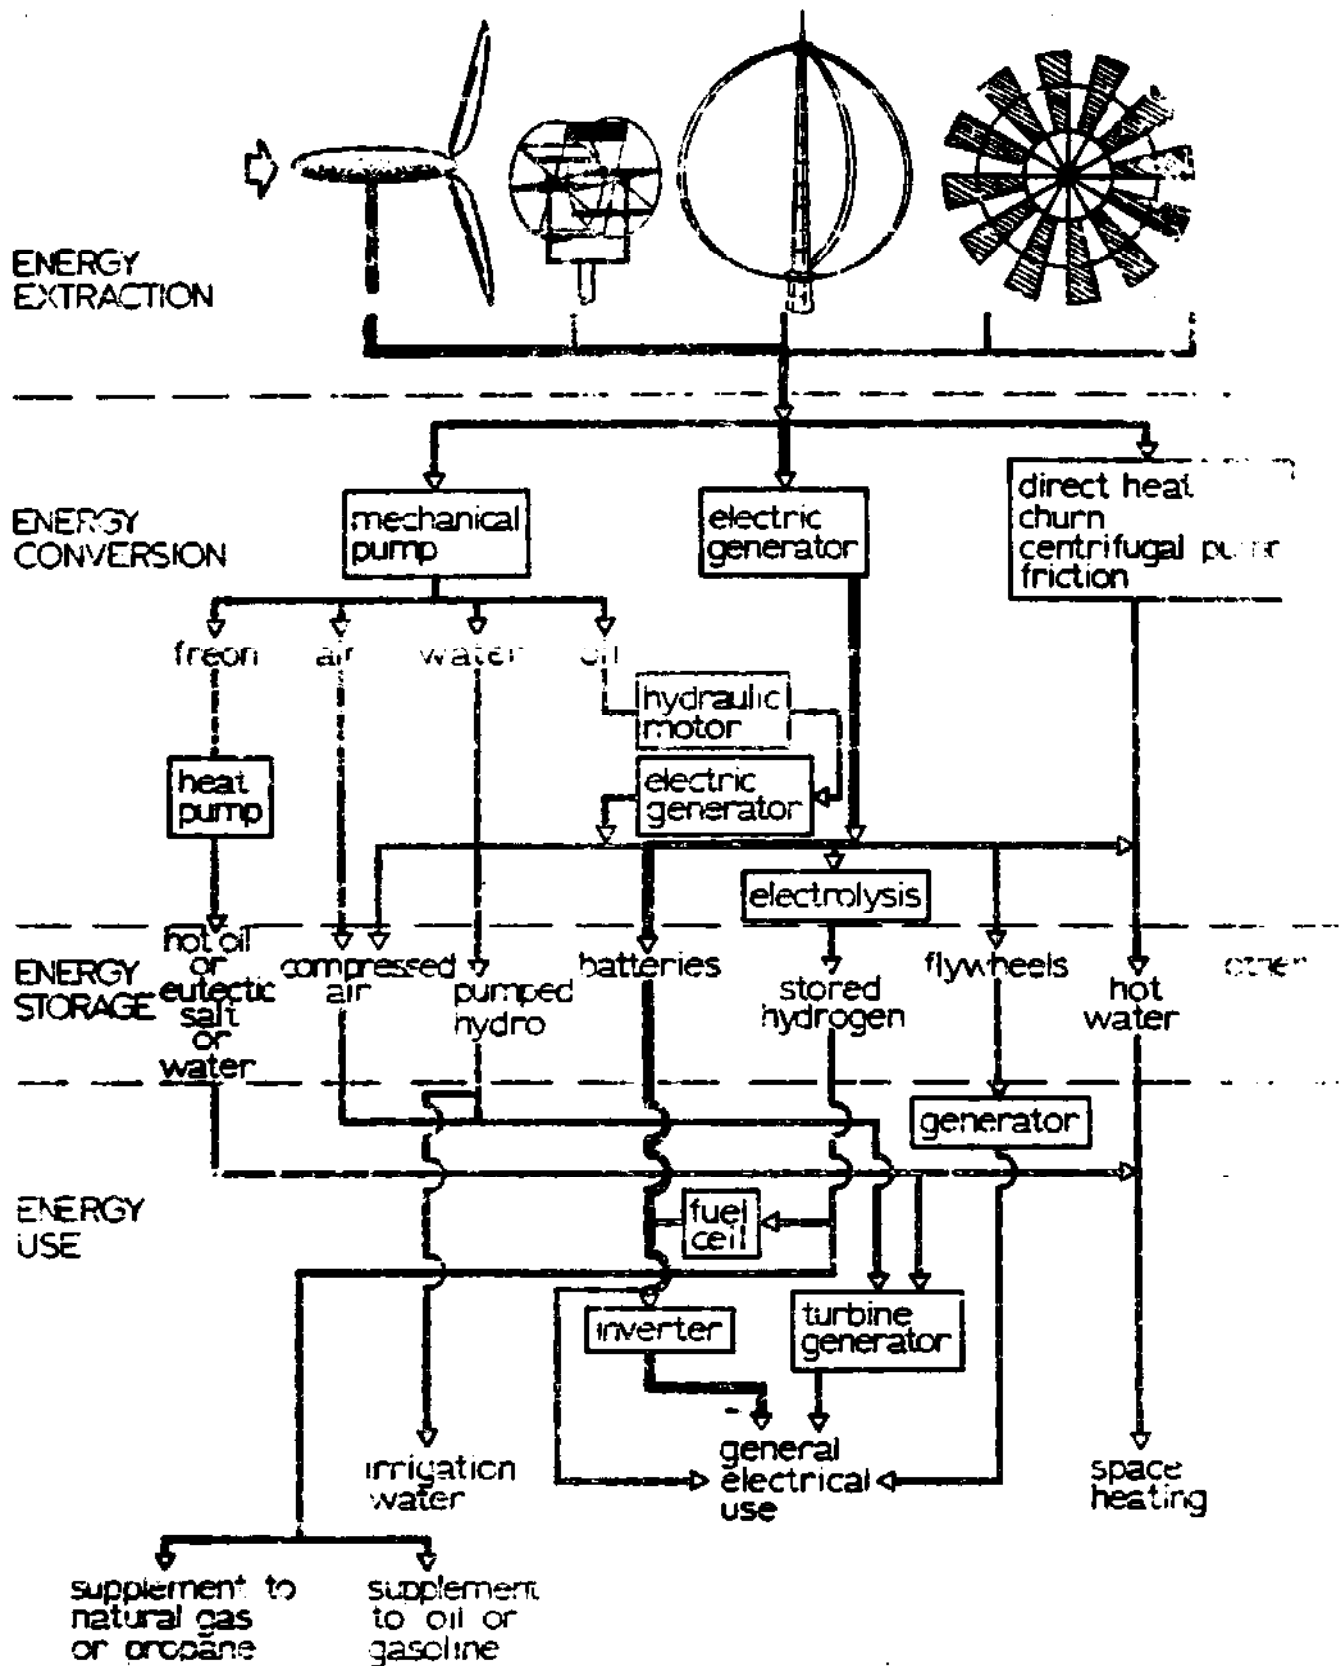 ENERGY
EXTRACTION
ENERGY
CONVERSION
mechanical
pump
electric
generator
direct heat
churn
centrifugal pump
friction
freon
air
water
oil
hydraulic
motor
heat
pump
electric
generator
electrolysis
ENERGY
STORAGE
hot oil
or
eutectic
salt
or
water
compressed
air
pumped
hydro
batteries
stored
hydrogen
flywheels
hot
water
other
ENERGY
USE
generator
fuel
cell
inverter
turbine
generator
irrigation
water
general
electrical
use
space
heating
supplement to
natural gas
or propane
supplement
to oil or
gasoline